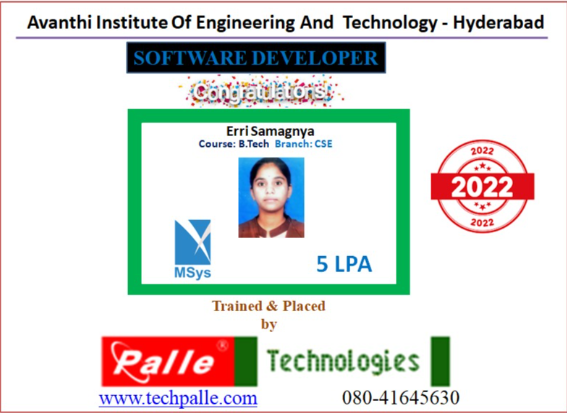 Avanthi Institute Of Engineering And Technology - Hyderabad
SOFTWARE DEVELOPER
Congratulations!
Erri Samagnya
Course: B.Tech Branch: CSE
2022
2022
2022
MSys
5 LPA
Trained & Placed
by
Palle® Technologies
www.techpalle.com 080-41645630